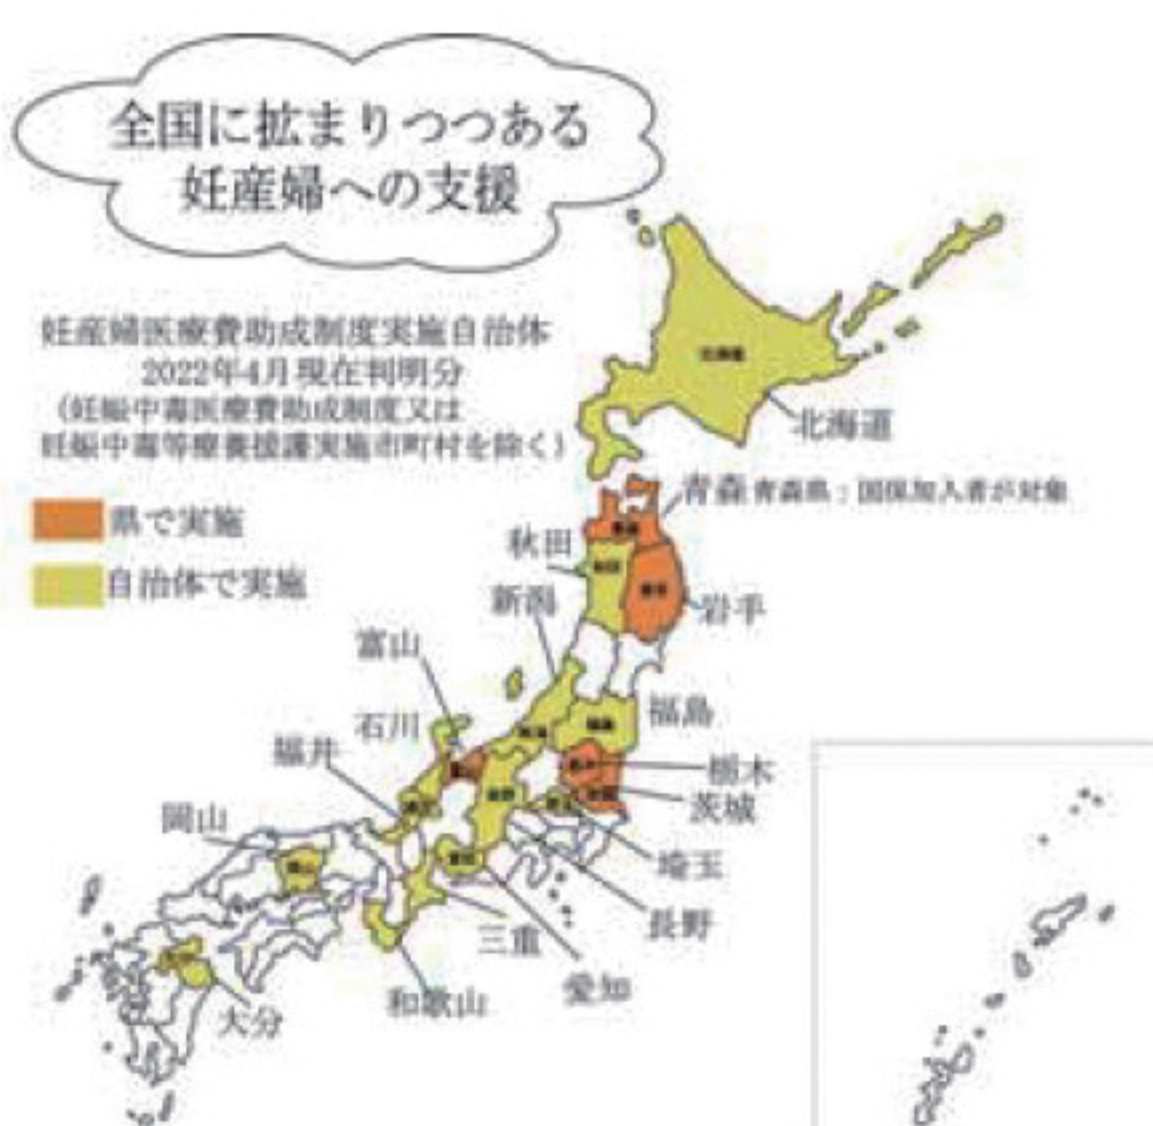 全国に拡まりつつある
妊産婦への支援
妊産婦医療費助成制度実施自治体
2022年4月現在判明分
（妊娠中毒医療費助成制度又は
妊娠中毒等療養援護実施市町村を除く）
県で実施
自治体で実施
北海道
北海道
青森 青森県：国保加入者が対象
秋田
新潟
岩手
富山
石川
福井
福島
栃木
茨城
岡山
埼玉
長野
三重
愛知
和歌山
大分